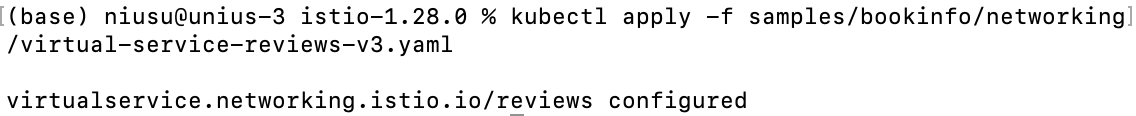 [(base) niusu@unius-3 istio-1.28.0 % kubectl apply -f samples/bookinfo/networking]
/virtual-service-reviews-v3.yaml
virtualservice.networking.istio.io/reviews configured